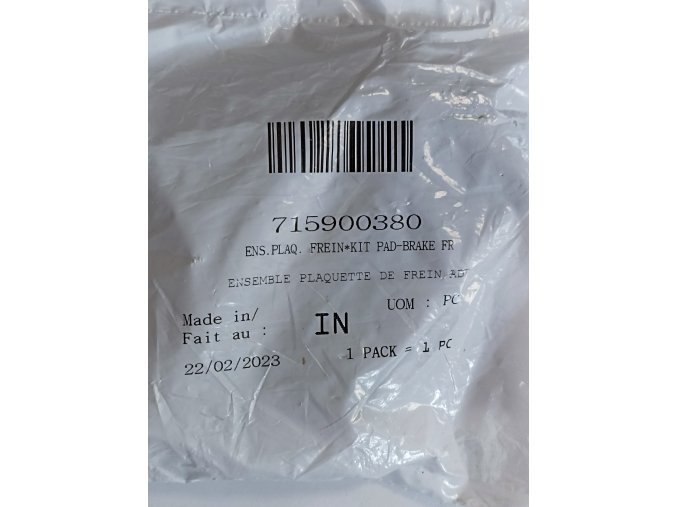 715900380
ENS.PLAQ. FREIN*KIT PAD-BRAKE FR
ENSEMBLE PLAQUETTE DE FREIN
UOM : PC
Made in/
Fait au :
IN
1 PACK = 1 PC
22/02/2023